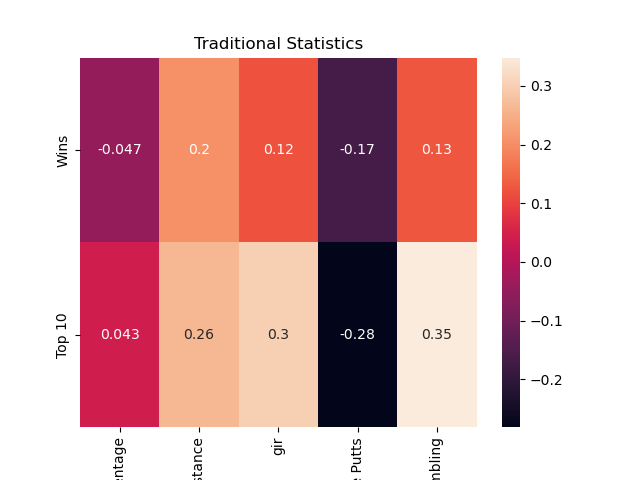 Traditional Statistics
Wins
-0.047 0.2 0.12 -0.17 0.13
Top 10
0.043 0.26 0.3 -0.28 0.35
entage
stance
gir
e Putts
mbling
0.3
0.2
0.1
0.0
−0.1
−0.2